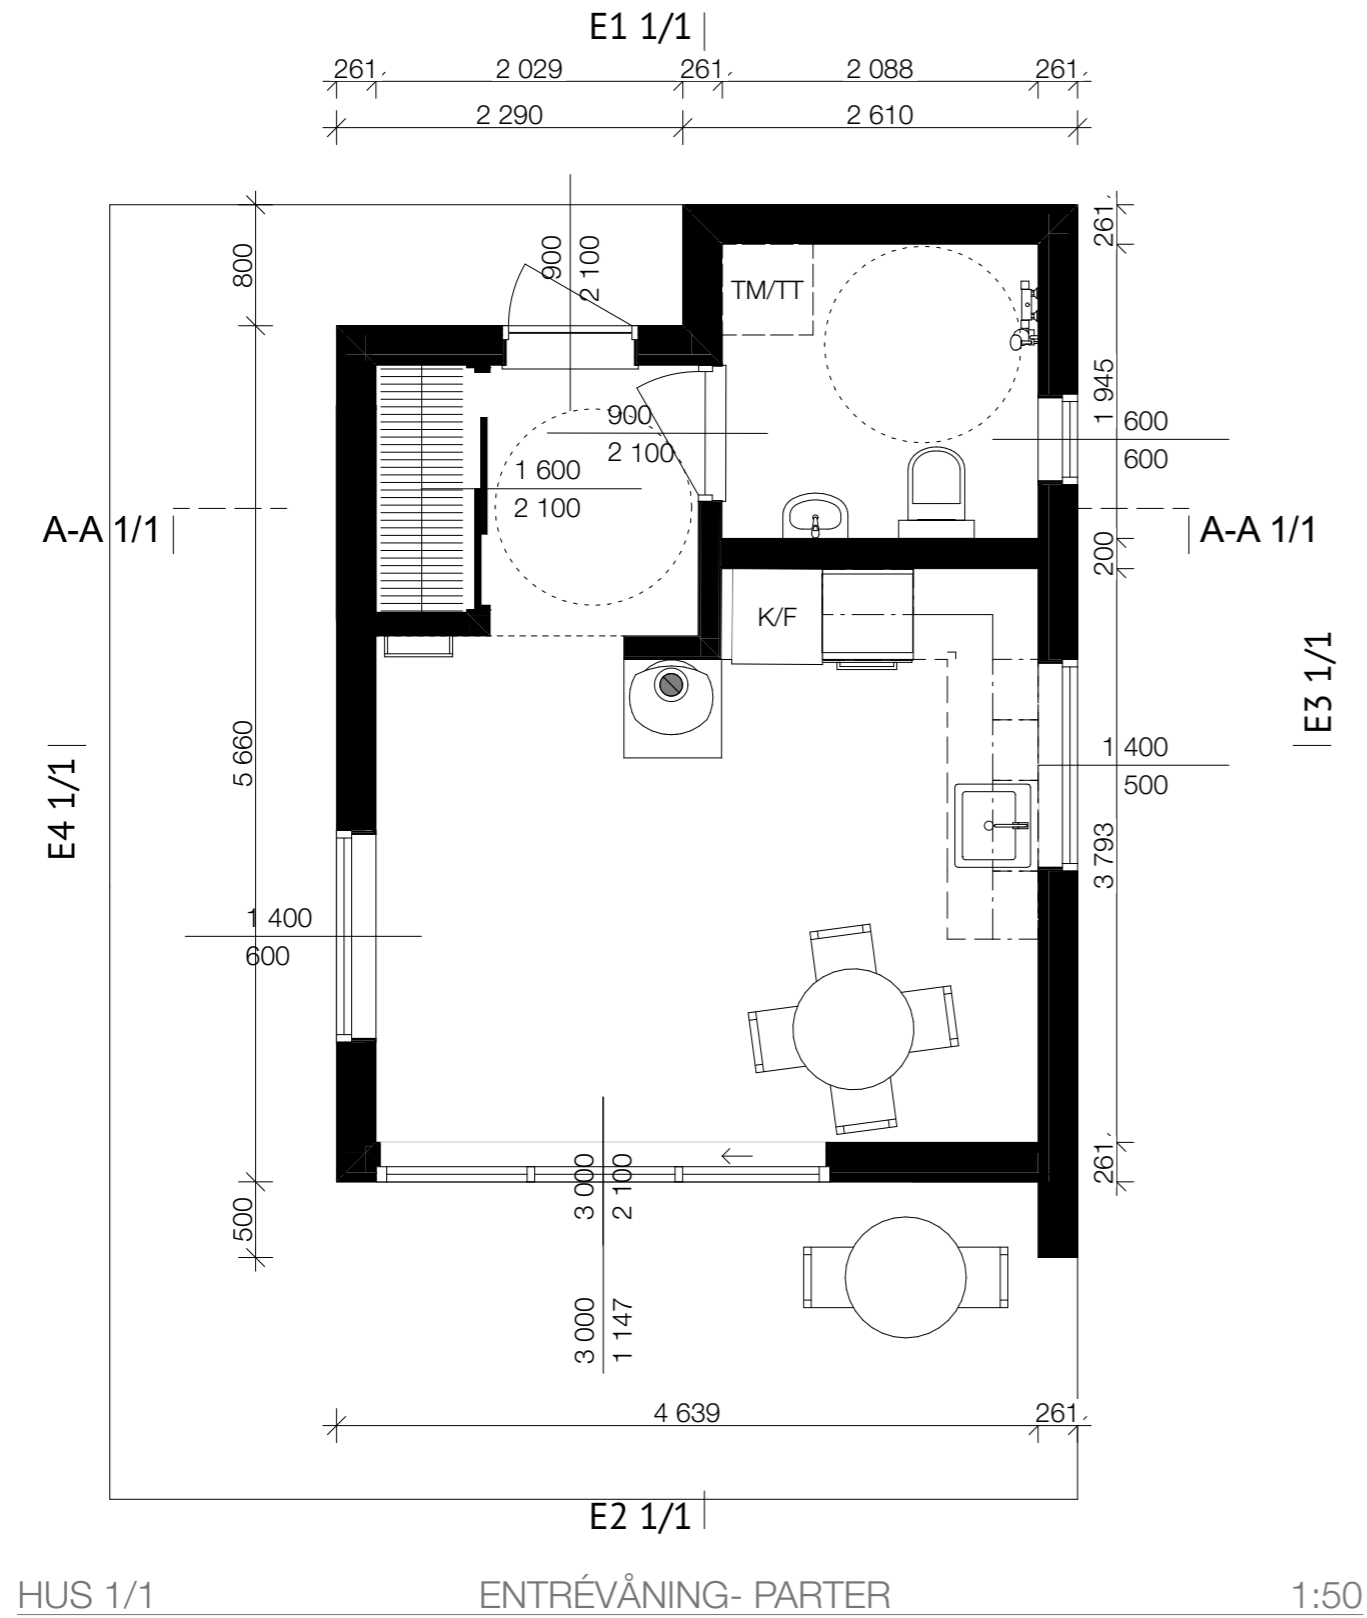 E1 1/1
261 2 029 261 2 088 261
2 290 2 610
800
900
2 100
261
TM/TT
1 945
900
2 100
600
600
1 600
2 100
A-A 1/1
A-A 1/1
200
K/F
E3 1/1
5 660
1 400
500
E4 1/1
3 793
1 400
600
3 000
2 100
261
500
3 000
1 147
4 639 261
E2 1/1
HUS 1/1 ENTRÉVÅNING- PARTER 1:50